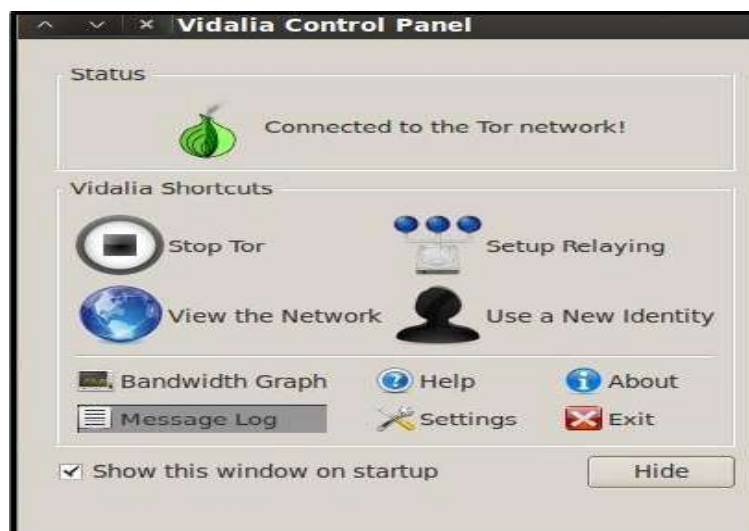 Vidalia Control Panel
Status
Connected to the Tor network!
Vidalia Shortcuts
Stop Tor
Setup Relaying
View the Network
Use a New Identity
Bandwidth Graph
Help
About
Message Log
Settings
Exit
Show this window on startup
Hide